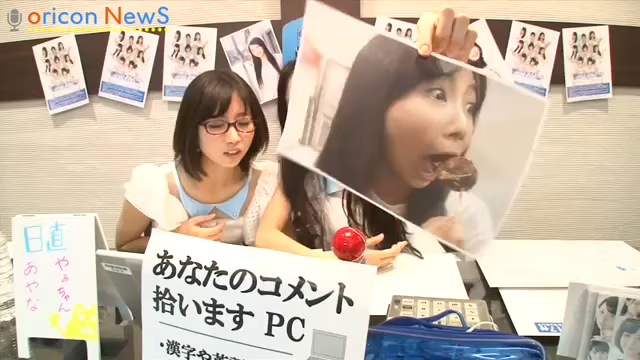 oricon NewS
日直
やぁちゃん
あやな
あなたのコメント
拾います PC
・漢字や英